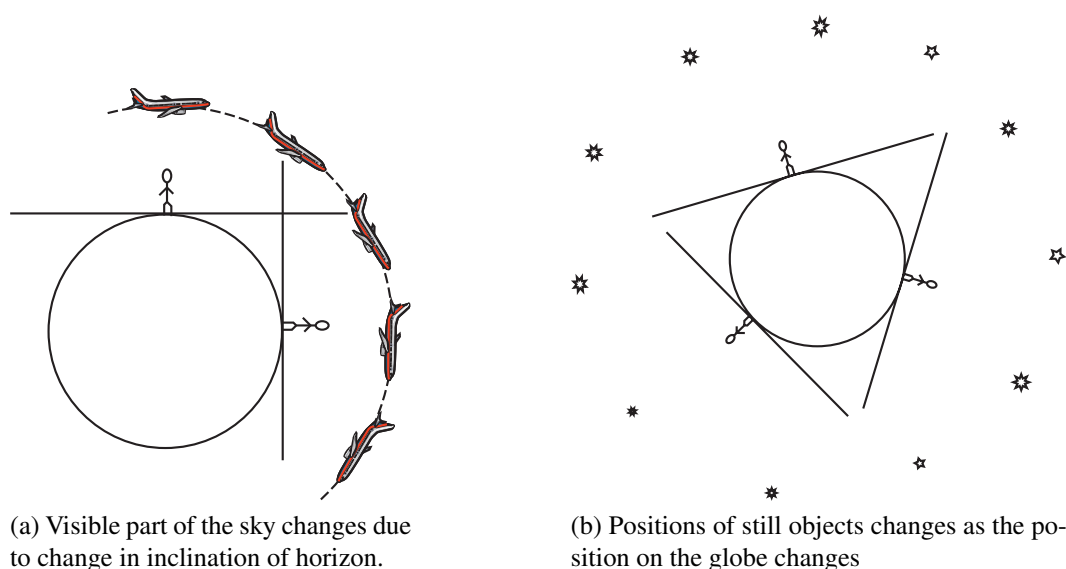 (a) Visible part of the sky changes due
to change in inclination of horizon.
(b) Positions of still objects changes as the po-
sition on the globe changes